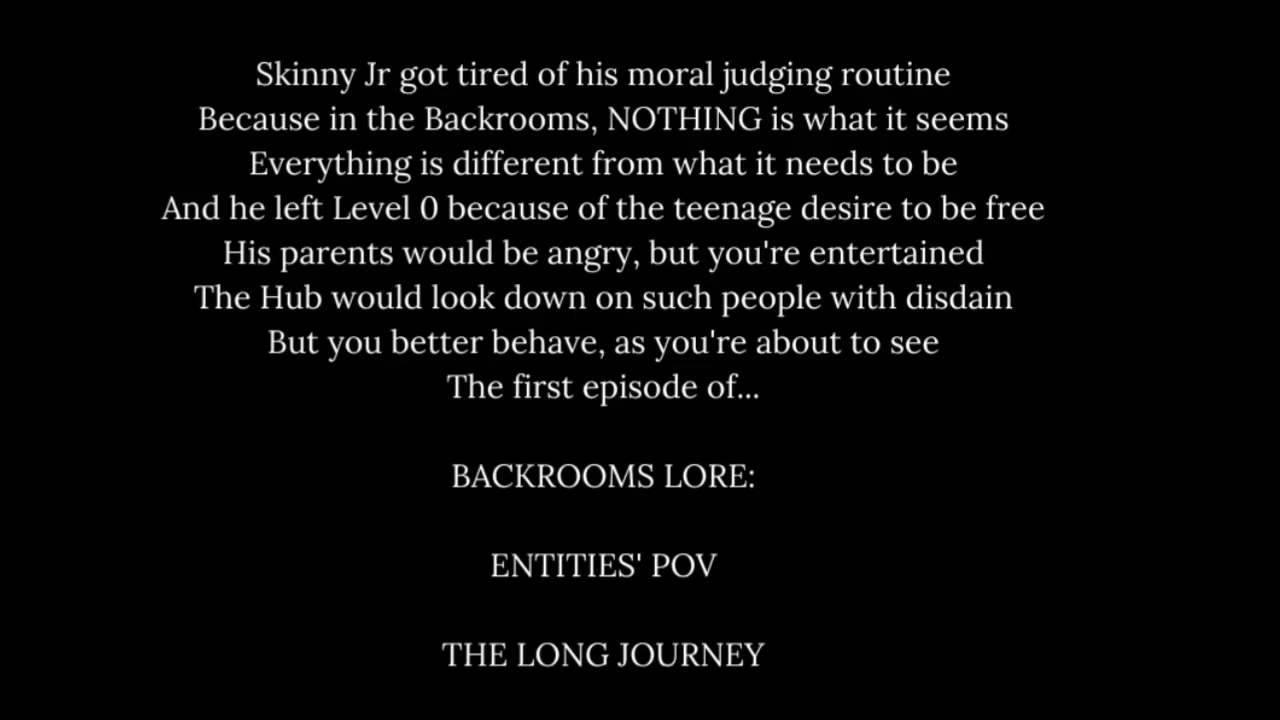 Skinny Jr got tired of his moral judging routine
Because in the Backrooms, NOTHING is what it seems
Everything is different from what it needs to be
And he left Level 0 because of the teenage desire to be free
His parents would be angry, but you're entertained
The Hub would look down on such people with disdain
But you better behave, as you're about to see
The first episode of...
BACKROOMS LORE:
ENTITIES' POV
THE LONG JOURNEY